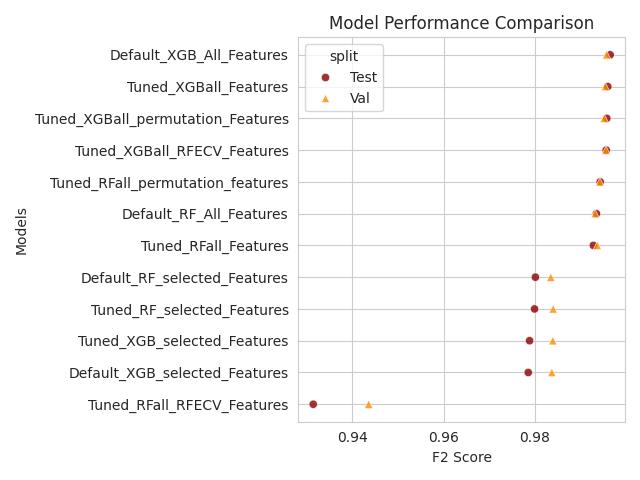 Model Performance Comparison
split
Test
Val
Models
Default_XGB_All_Features
Tuned_XGBall_Features
Tuned_XGBall_permutation_Features
Tuned_XGBall_RFECV_Features
Tuned_RFall_permutation_features
Default_RF_All_Features
Tuned_RFall_Features
Default_RF_selected_Features
Tuned_RF_selected_Features
Tuned_XGB_selected_Features
Default_XGB_selected_Features
Tuned_RFall_RFECV_Features
0.94 0.96 0.98
F2 Score